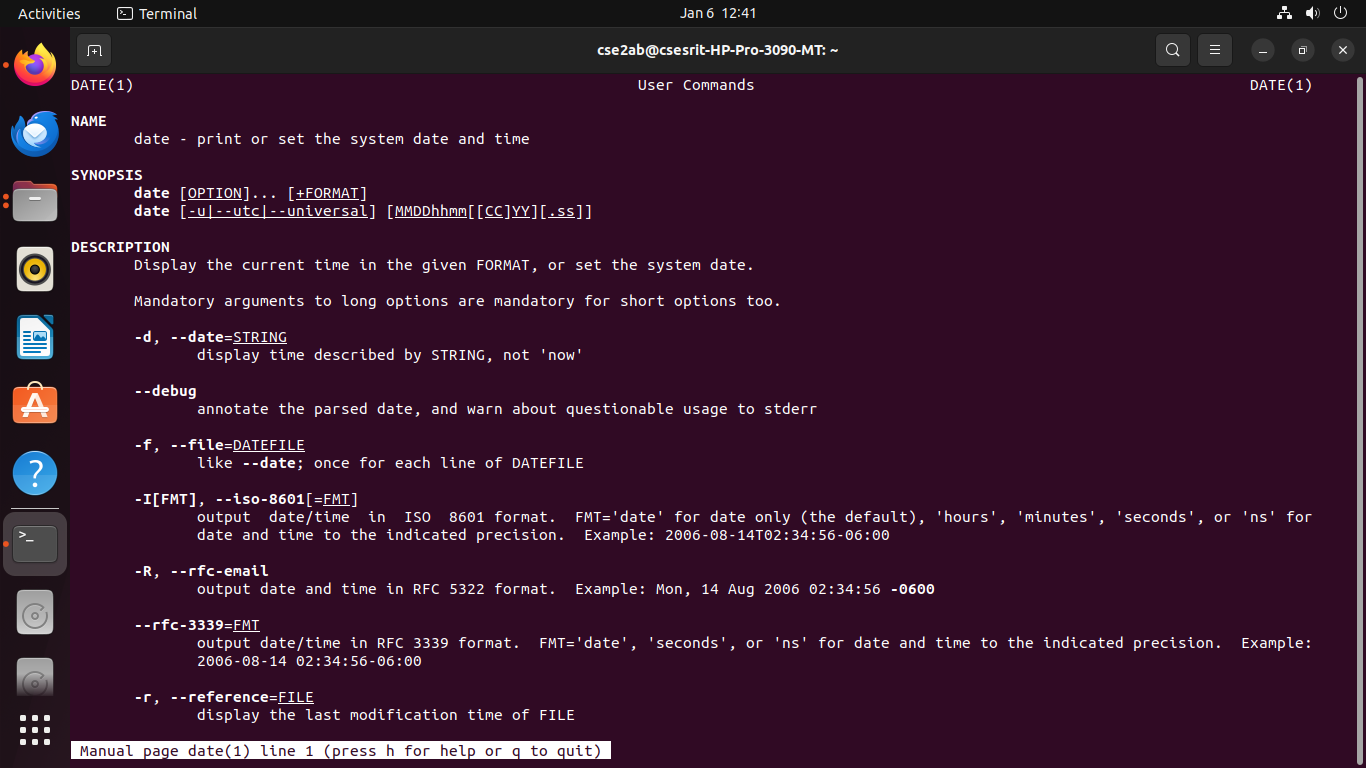 Activities Terminal Jan 6 12:41
cse2ab@csesrit-HP-Pro-3090-MT: ~
DATE(1) User Commands DATE(1)
NAME
date - print or set the system date and time
SYNOPSIS
date [OPTION]... [+FORMAT]
date [-u|--utc|--universal] [MMDDhhmm[[CC]YY][.ss]]
DESCRIPTION
Display the current time in the given FORMAT, or set the system date.
Mandatory arguments to long options are mandatory for short options too.
-d, --date=STRING
display time described by STRING, not 'now'
--debug
annotate the parsed date, and warn about questionable usage to stderr
-f, --file=DATEFILE
like --date; once for each line of DATEFILE
-I[FMT], --iso-8601[=FMT]
output date/time in ISO 8601 format. FMT='date' for date only (the default), 'hours', 'minutes', 'seconds', or 'ns' for
date and time to the indicated precision. Example: 2006-08-14T02:34:56-06:00
-R, --rfc-email
output date and time in RFC 5322 format. Example: Mon, 14 Aug 2006 02:34:56 -0600
--rfc-3339=FMT
output date/time in RFC 3339 format. FMT='date', 'seconds', or 'ns' for date and time to the indicated precision. Example:
2006-08-14 02:34:56-06:00
-r, --reference=FILE
display the last modification time of FILE
Manual page date(1) line 1 (press h for help or q to quit)